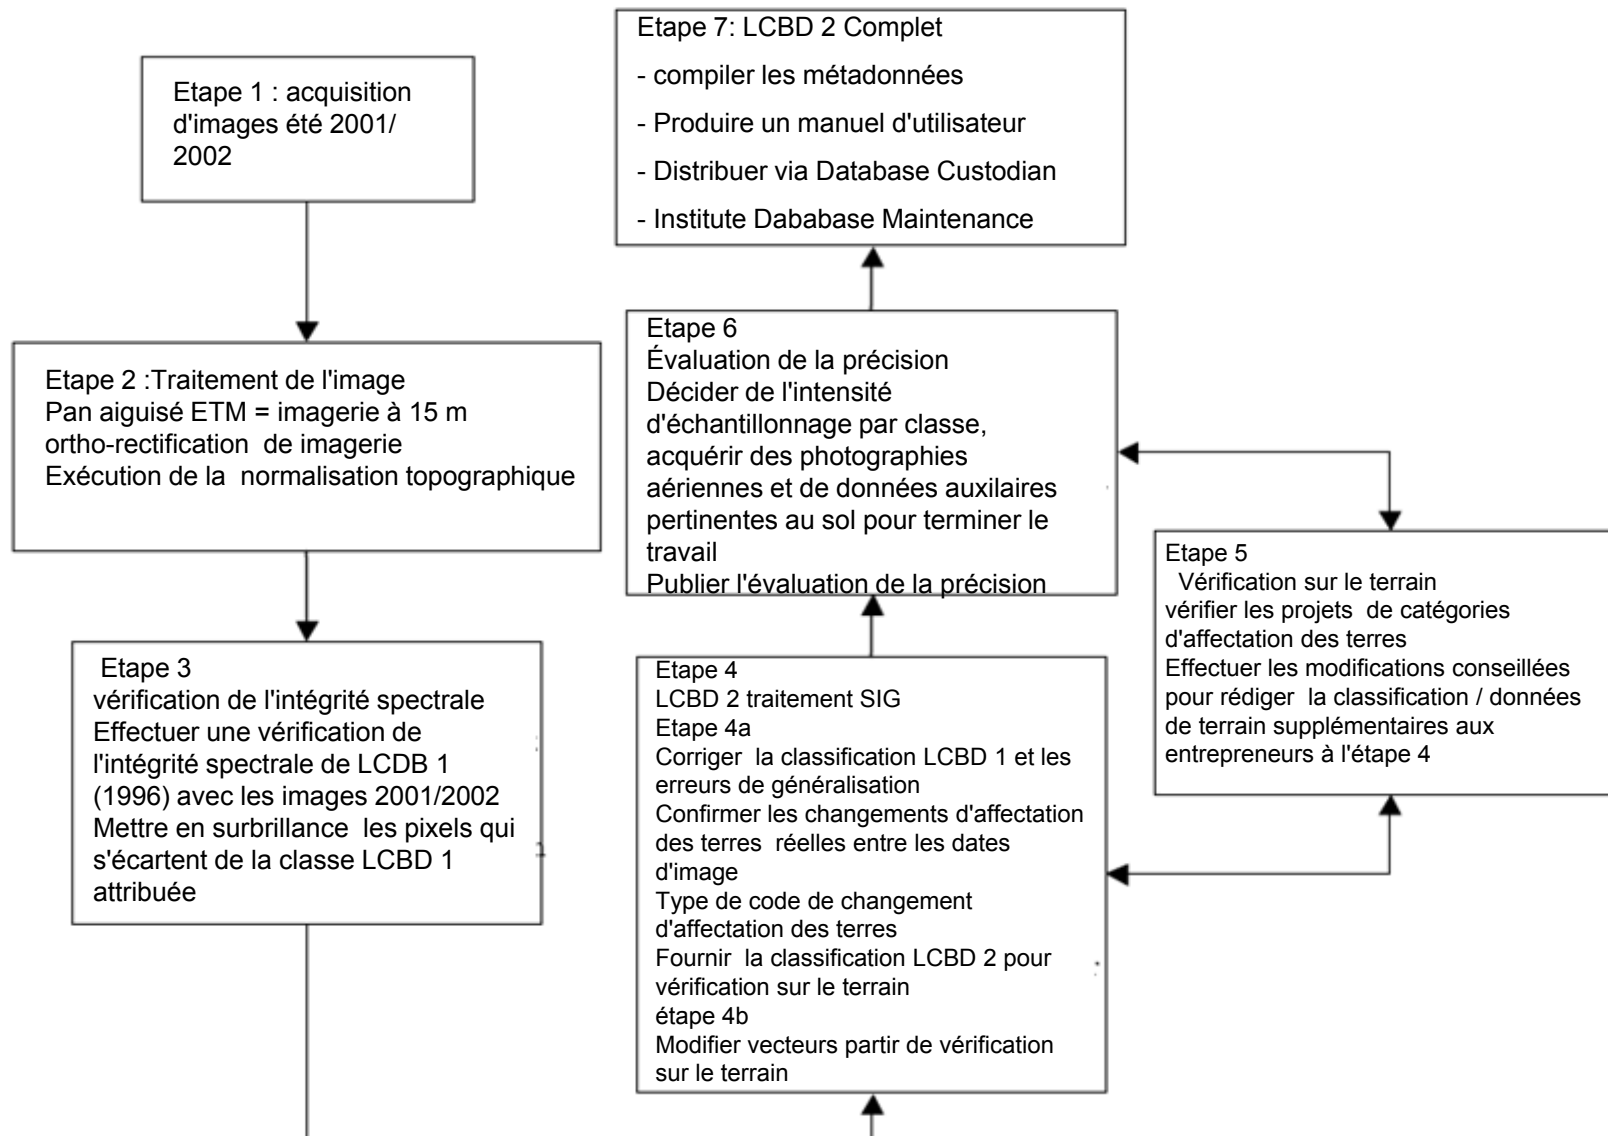 Etape 1 : acquisition
d'images été 2001/
2002
Etape 2 :Traitement de l'image
Pan aiguisé ETM = imagerie à 15 m
ortho-rectification de imagerie
Exécution de la normalisation topographique
Etape 3
vérification de l'intégrité spectrale
Effectuer une vérification de
l'intégrité spectrale de LCDB 1
(1996) avec les images 2001/2002
Mettre en surbrillance les pixels qui
s'écartent de la classe LCBD 1
attribuée
Etape 4
LCBD 2 traitement SIG
Etape 4a
Corriger la classification LCBD 1 et les
erreurs de généralisation
Confirmer les changements d'affectation
des terres réelles entre les dates
d'image
Type de code de changement
d'affectation des terres
Fournir la classification LCBD 2 pour
vérification sur le terrain
étape 4b
Modifier vecteurs partir de vérification
sur le terrain
Etape 5
Vérification sur le terrain
vérifier les projets de catégories
d'affectation des terres
Effectuer les modifications conseillées
pour rédiger la classification / données
de terrain supplémentaires aux
entrepreneurs à l'étape 4
Etape 6
Évaluation de la précision
Décider de l'intensité
d'échantillonnage par classe,
acquérir des photographies
aériennes et de données auxilaires
pertinentes au sol pour terminer le
travail
Publier l'évaluation de la précision
Etape 7: LCBD 2 Complet
- compiler les métadonnées
- Produire un manuel d'utilisateur
- Distribuer via Database Custodian
- Institute Dababase Maintenance